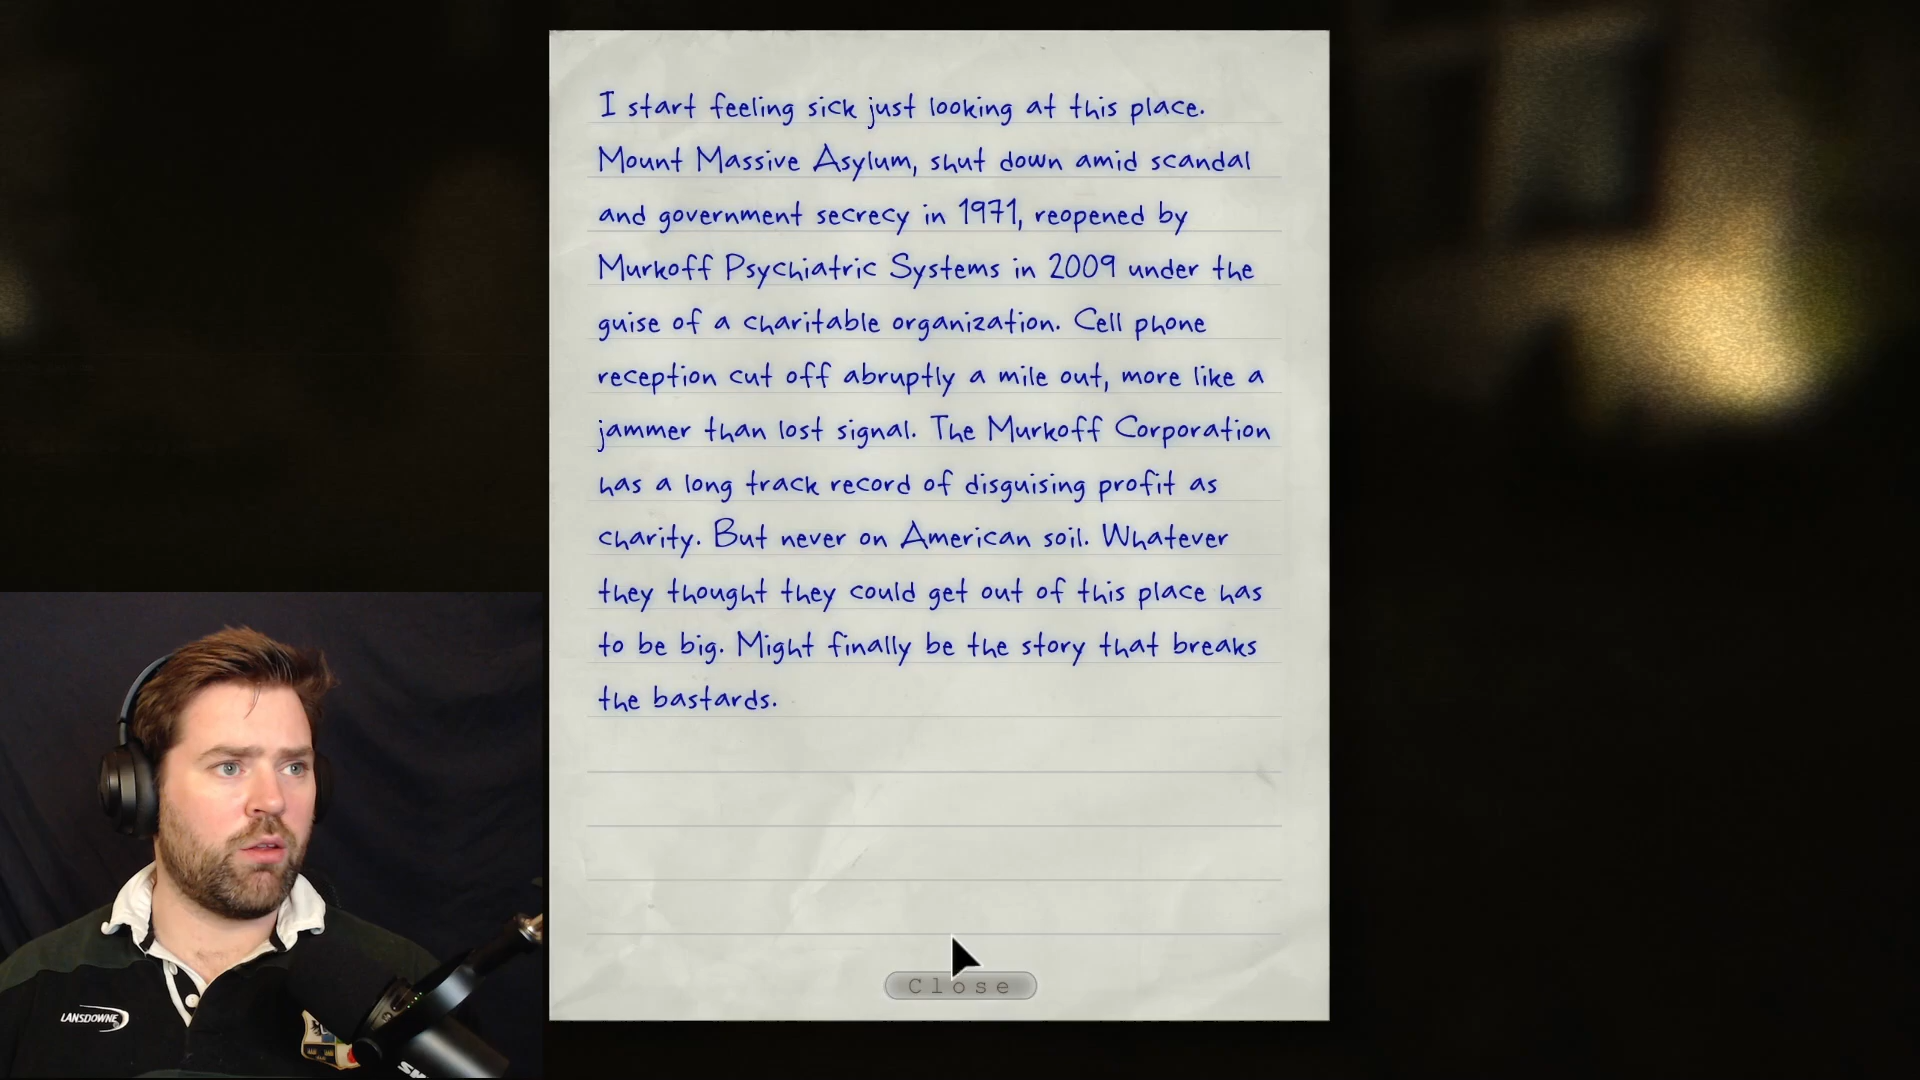 I start feeling sick just looking at this place.
Mount Massive Asylum, shut down amid scandal
and government secrecy in 1971, reopened by
Murkoff Psychiatric Systems in 2009 under the
guise of a charitable organization. Cell phone
reception cut off abruptly a mile out, more like a
jammer than lost signal. The Murkoff Corporation
has a long track record of disguising profit as
charity. But never on American soil. Whatever
they thought they could get out of this place has
to be big. Might finally be the story that breaks
the bastards.
Close
LANSDOWNE